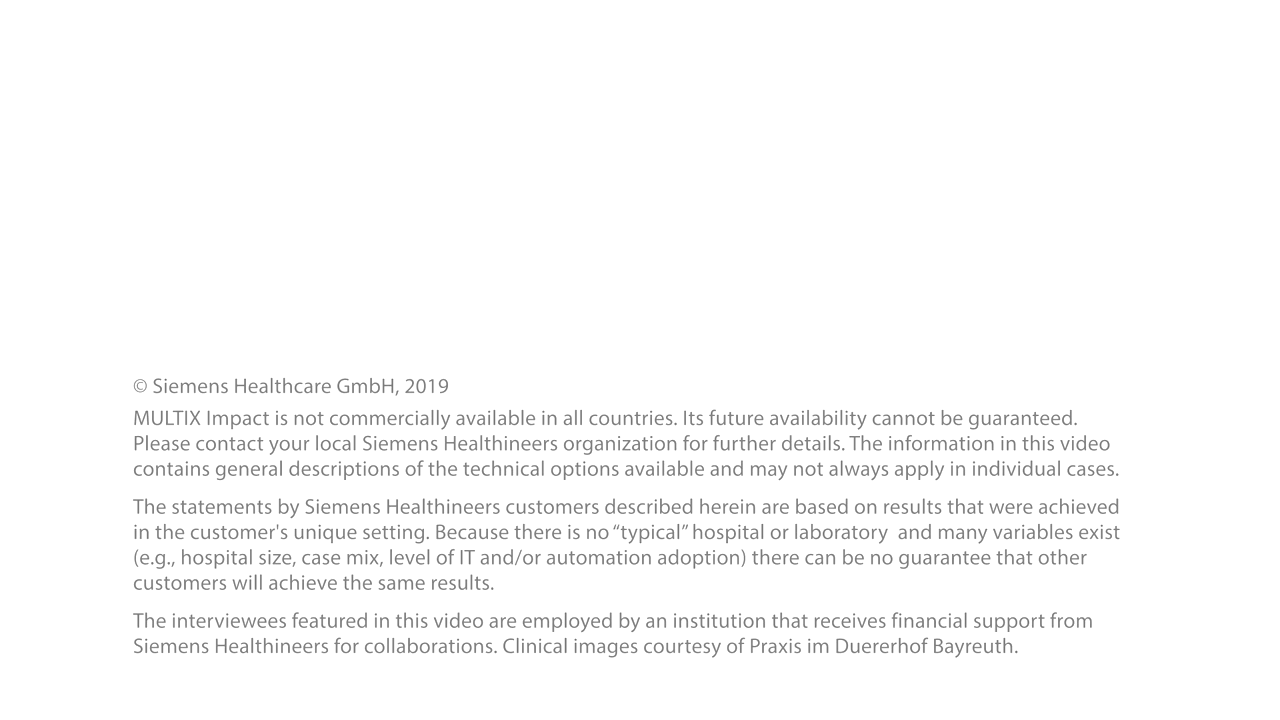 © Siemens Healthcare GmbH, 2019
MULTIX Impact is not commercially available in all countries. Its future availability cannot be guaranteed.
Please contact your local Siemens Healthineers organization for further details. The information in this video
contains general descriptions of the technical options available and may not always apply in individual cases.
The statements by Siemens Healthineers customers described herein are based on results that were achieved
in the customer's unique setting. Because there is no “typical” hospital or laboratory  and many variables exist
(e.g., hospital size, case mix, level of IT and/or automation adoption) there can be no guarantee that other
customers will achieve the same results.
The interviewees featured in this video are employed by an institution that receives financial support from
Siemens Healthineers for collaborations. Clinical images courtesy of Praxis im Duererhof Bayreuth.